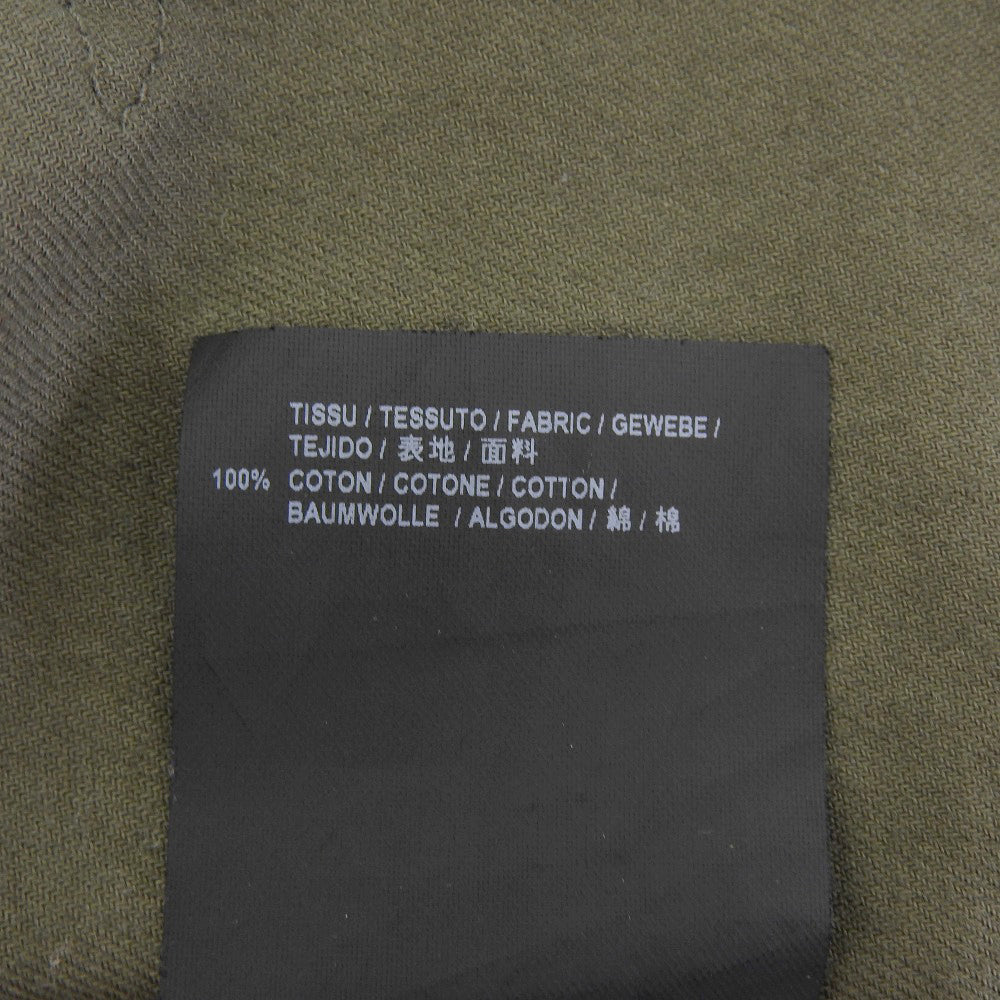 TISSU / TESSUTO / FABRIC / GEWEBE /
TEJIDO / 表地 / 面料
100% COTON / COTONE / COTTON /
BAUMWOLLE / ALGODON / 綿 / 棉